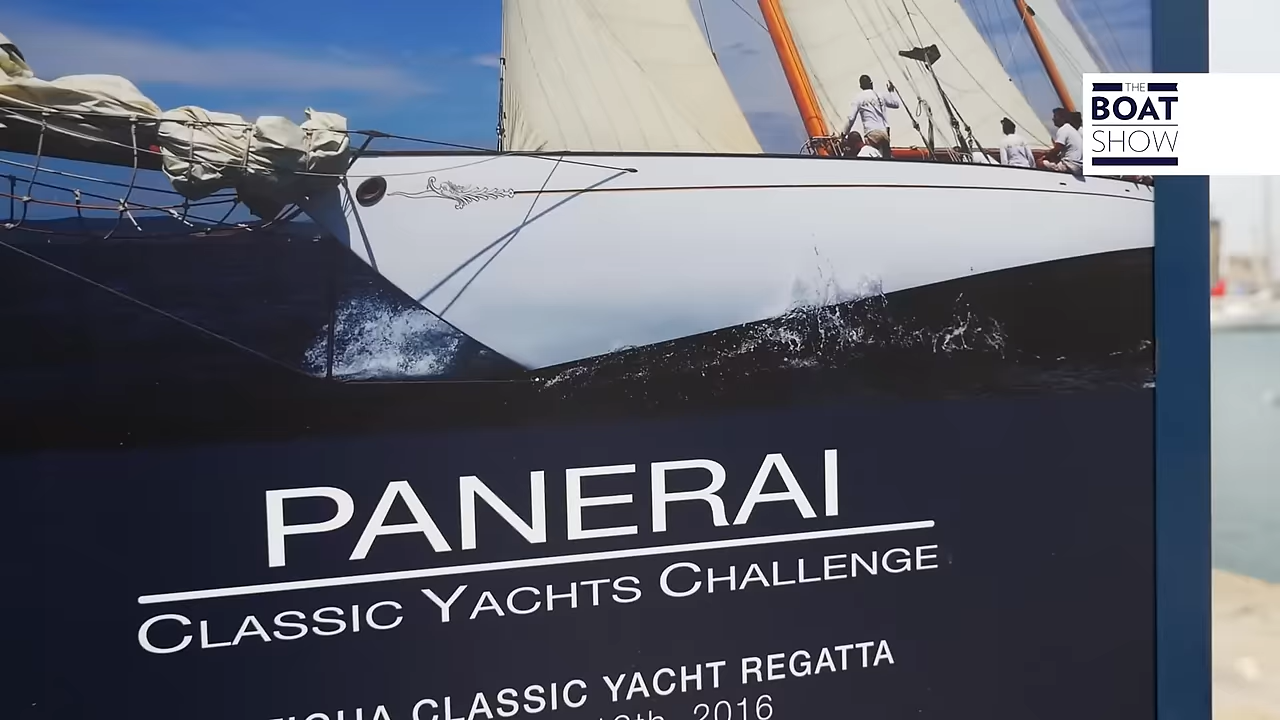 THE
BOAT
SHOW
PANERAI
CLASSIC YACHTS CHALLENGE
CLASSIC YACHT REGATTA
2016